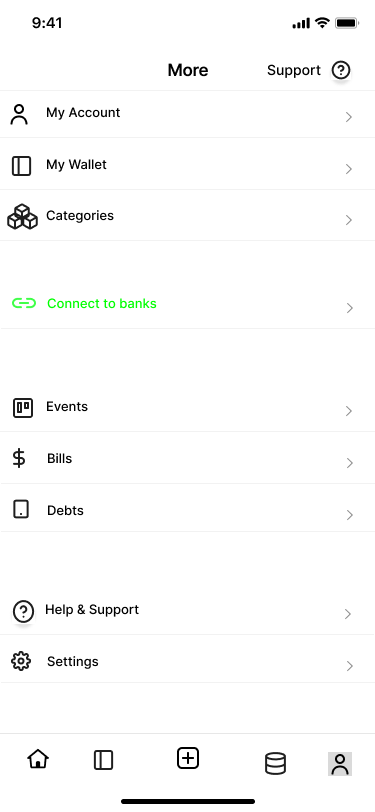 9:41
More
Support
My Account
My Wallet
Categories
Connect to banks
Events
Bills
Debts
Help & Support
Settings